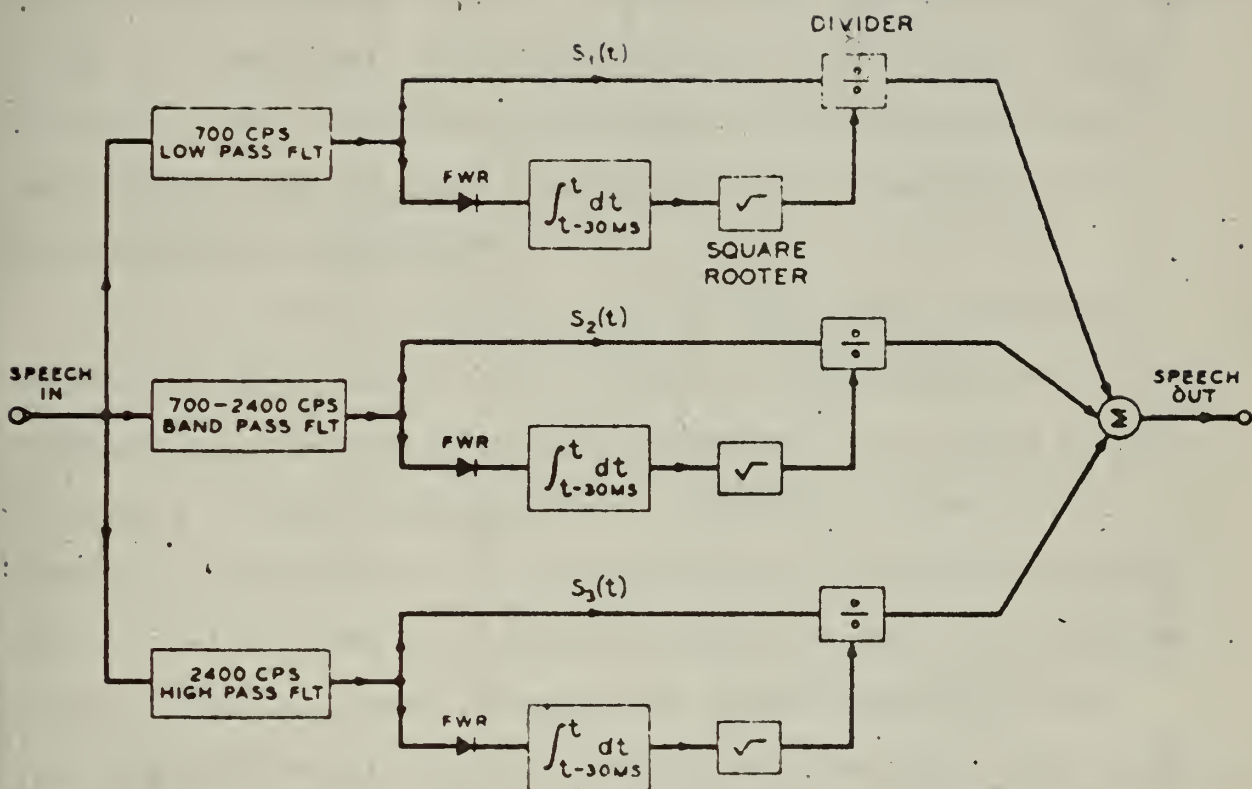 DIVIDER
S₁(t)
÷
700 CPS
LOW PASS FLT
FWR
∫ t t-30MS dt
√
SQUARE
ROOTER
S₂(t)
÷
SPEECH
IN
700-2400 CPS
BAND PASS FLT
FWR
∫ t t-30MS dt
√
Σ
SPEECH
OUT
S₃(t)
÷
2400 CPS
HIGH PASS FLT
FWR
∫ t t-30MS dt
√